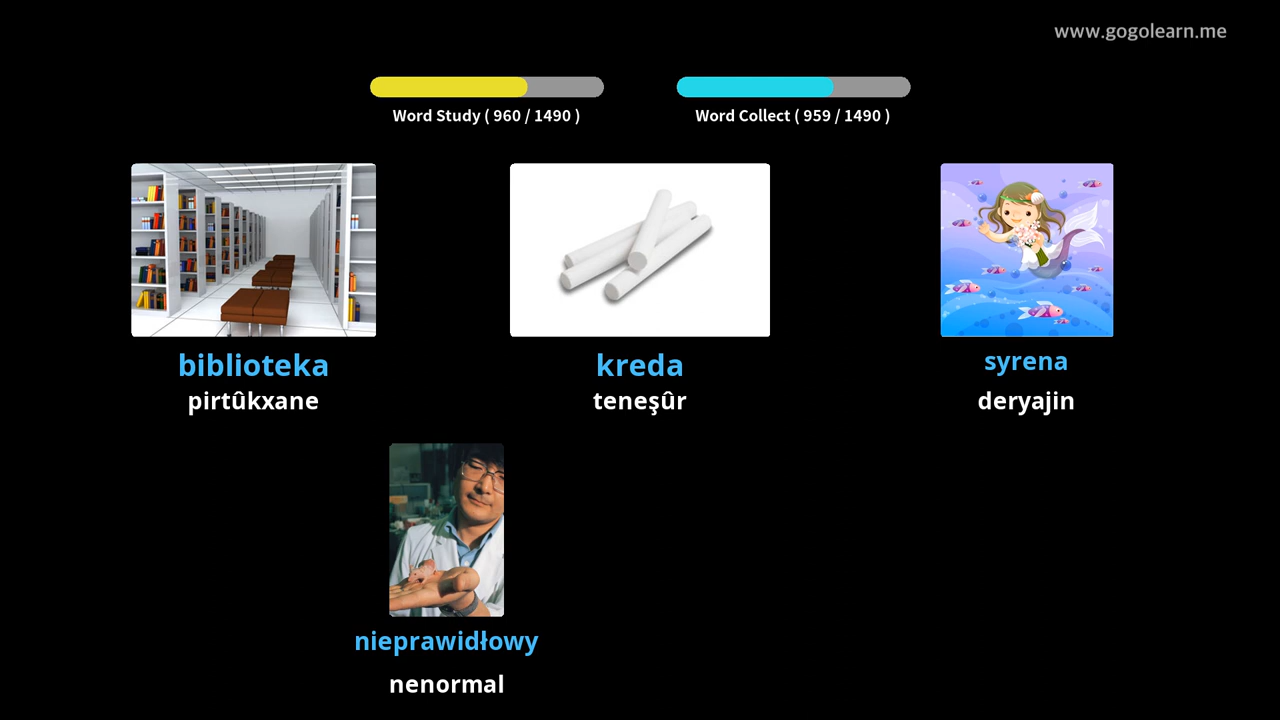 www.gogolearn.me
Word Study ( 960 / 1490 )
Word Collect ( 959 / 1490 )
biblioteka
pirtûkxane
kreda
teneşûr
syrena
deryajin
nieprawidłowy
nenormal